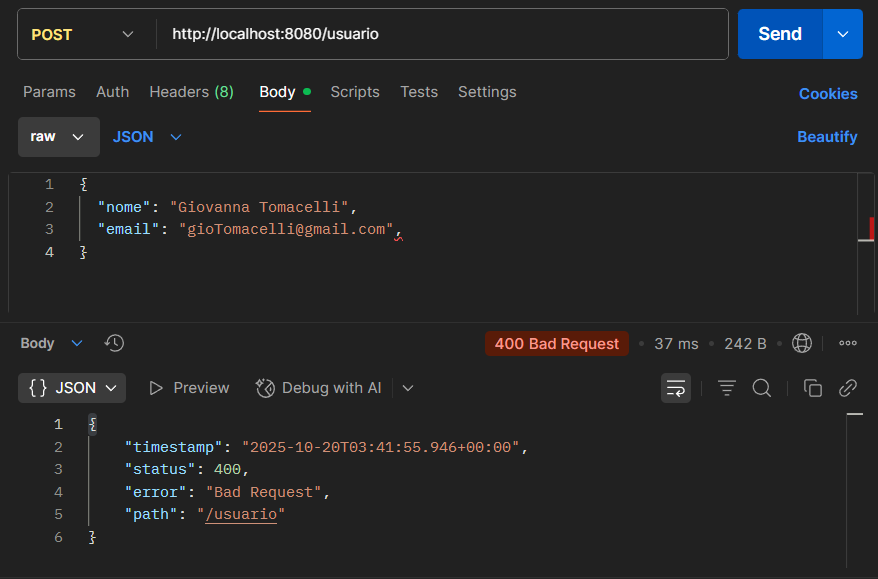 POST http://localhost:8080/usuario Send
Params Auth Headers (8) Body Scripts Tests Settings Cookies
raw JSON Beautify
1 {
2 "nome": "Giovanna Tomacelli",
3 "email": "gioTomacelli@gmail.com",
4 }
Body 400 Bad Request • 37 ms • 242 B •
{} JSON Preview Debug with AI
1 {
2 "timestamp": "2025-10-20T03:41:55.946+00:00",
3 "status": 400,
4 "error": "Bad Request",
5 "path": "/usuario"
6 }